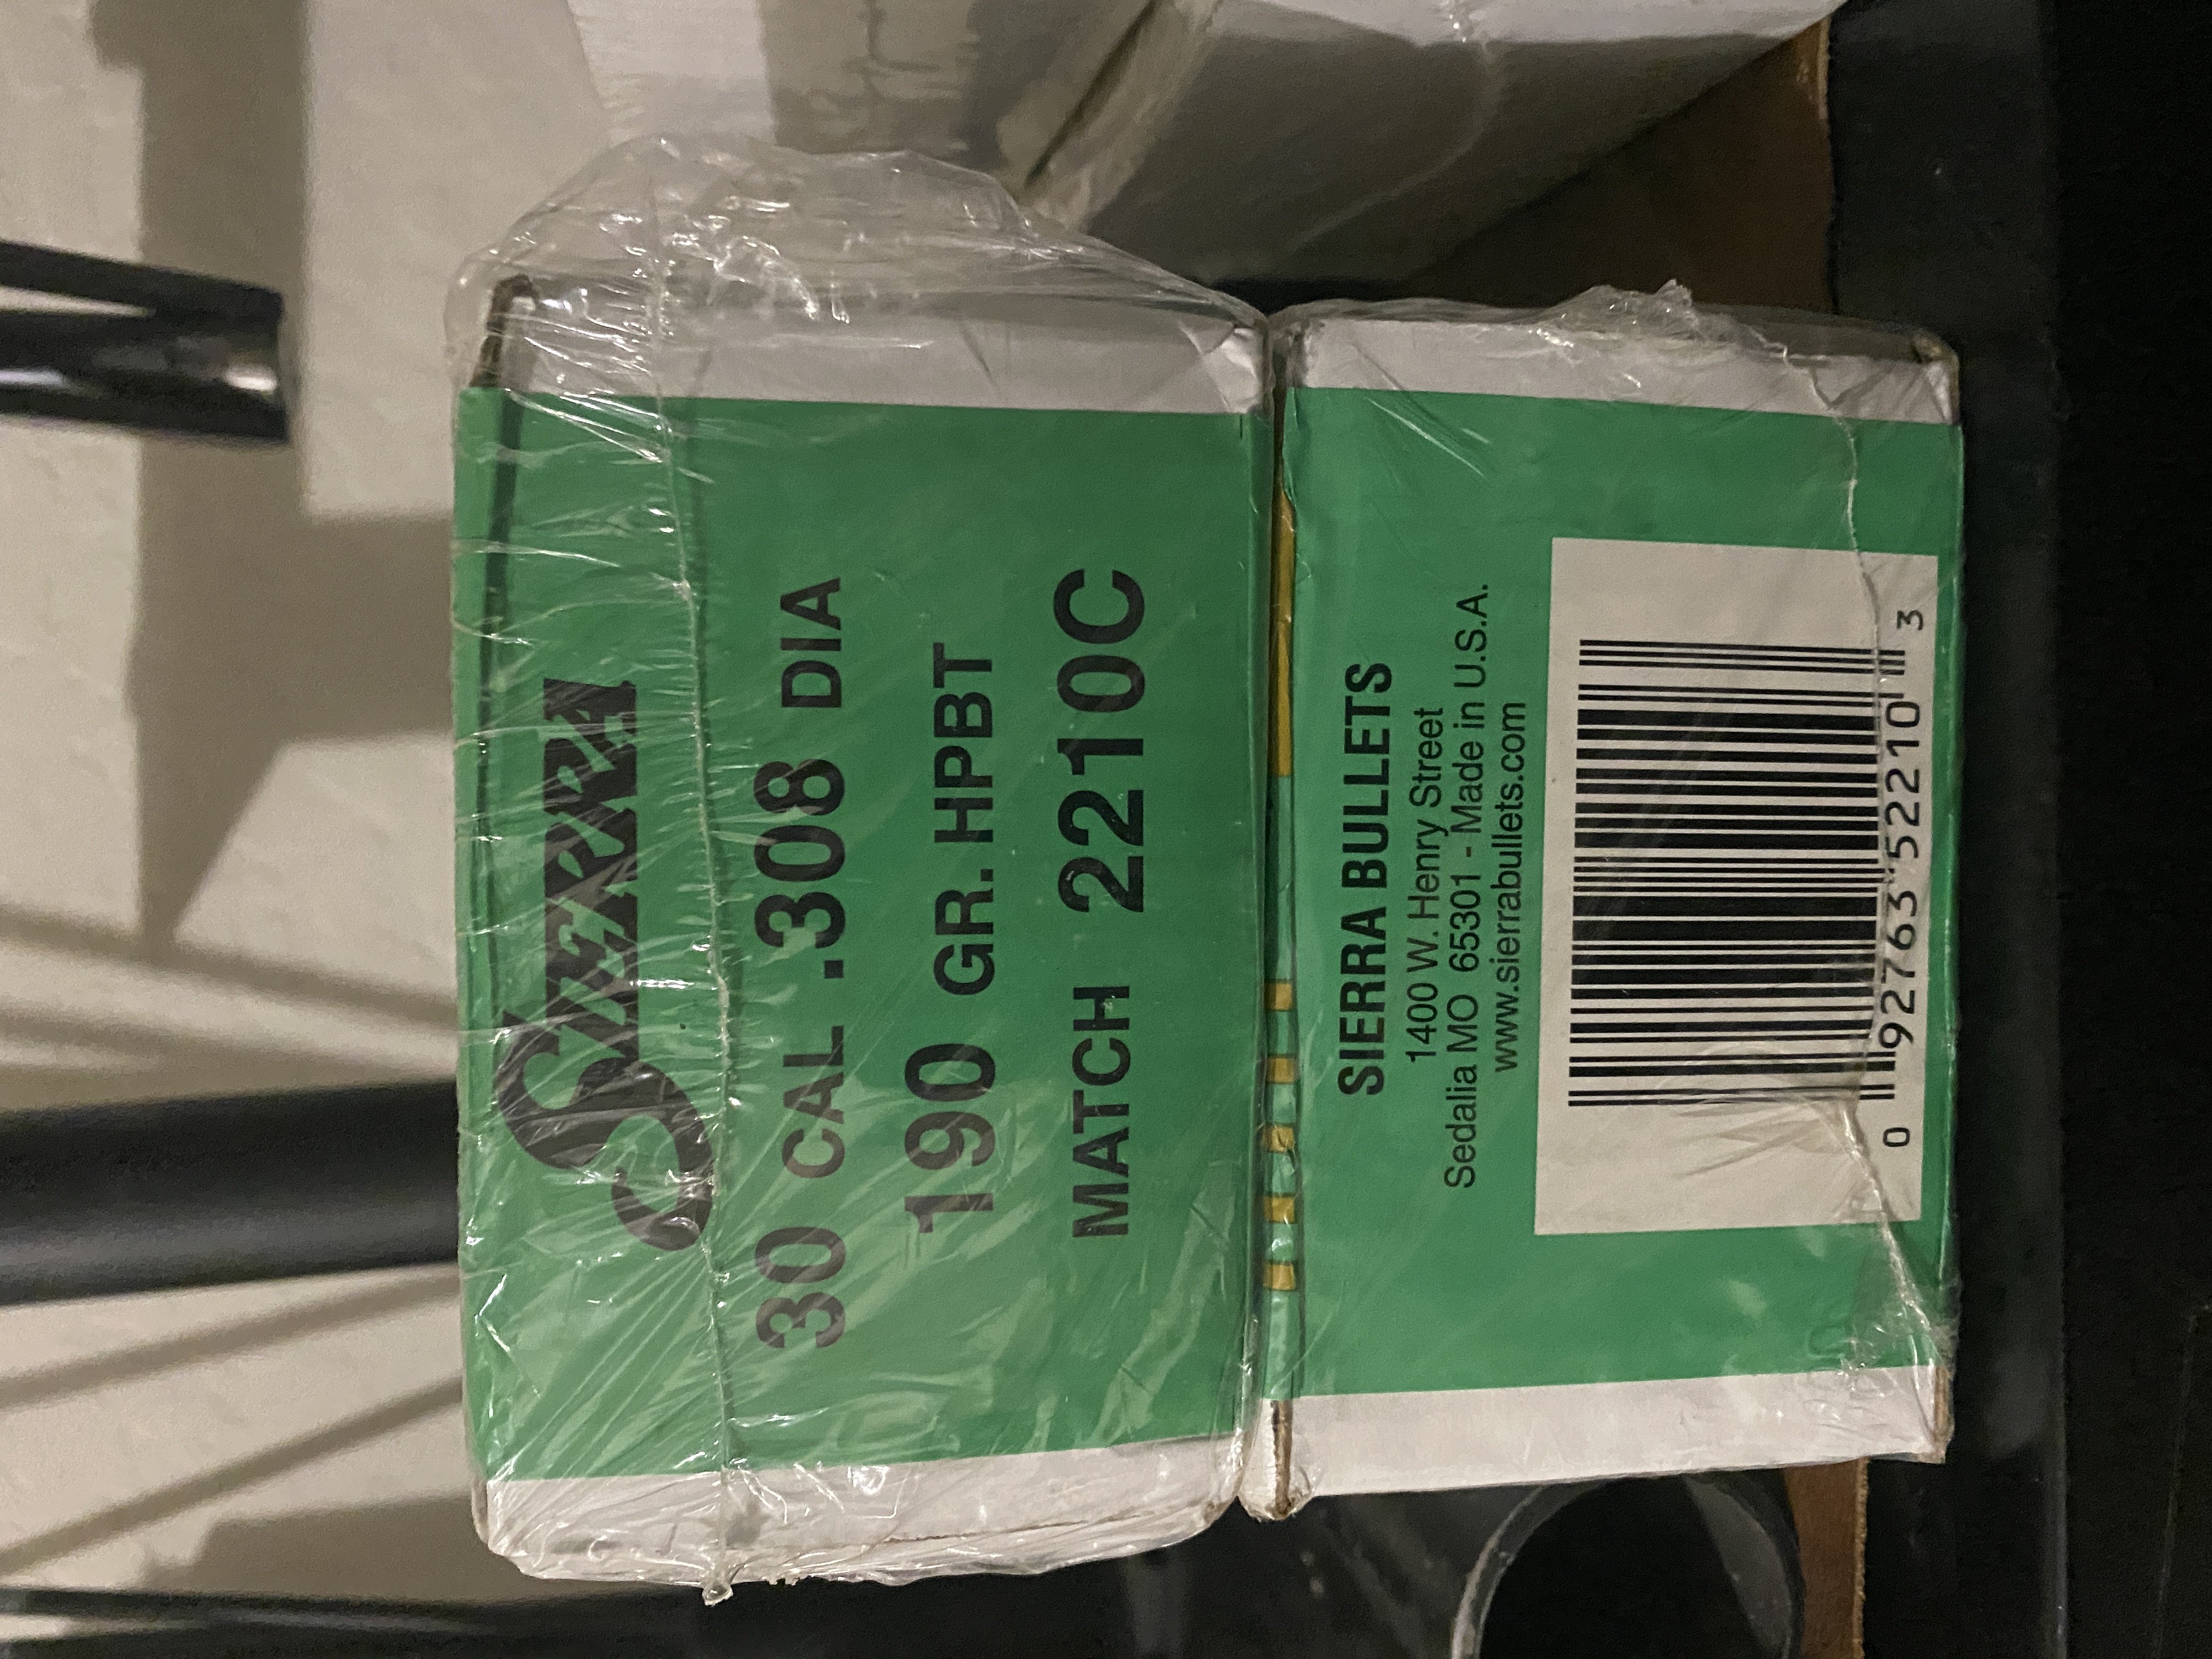 SIERRA
30 CAL .308 DIA
190 GR. HPBT
MATCH 2210C
SIERRA BULLETS
1400 W. Henry Street
Sedalia MO 65301 - Made in U.S.A.
www.sierrabullets.com
0 92763 52210 3